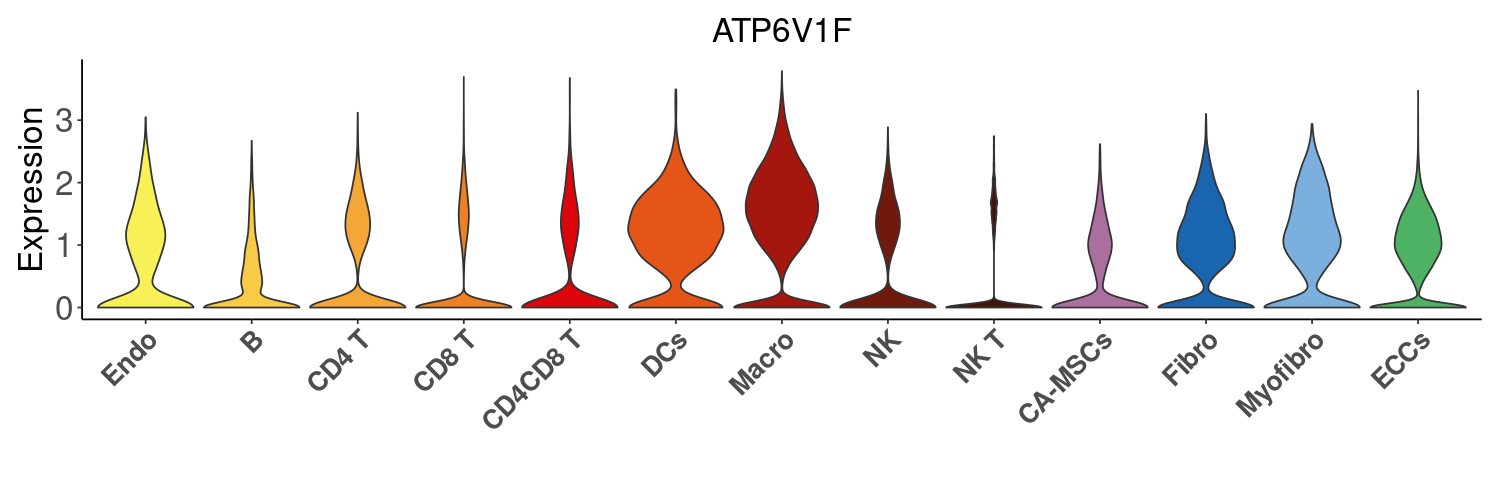 ATP6V1F
Expression
3
2
1
0
Endo
B
CD4 T
CD8 T
CD4CD8 T
DCs
Macro
NK
NK T
CA-MSCs
Fibro
Myofibro
ECCs